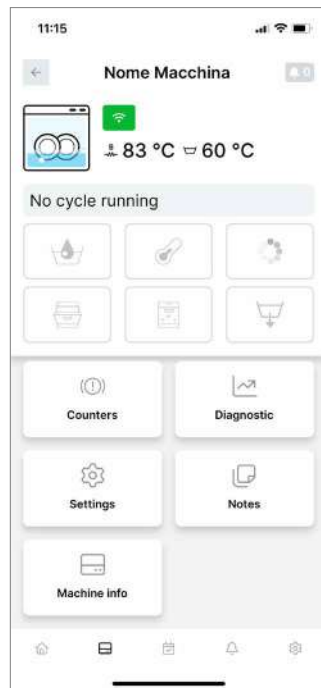 11:15
Nome Macchina
0
83 °C 60 °C
No cycle running
Counters Diagnostic
Settings Notes
Machine info